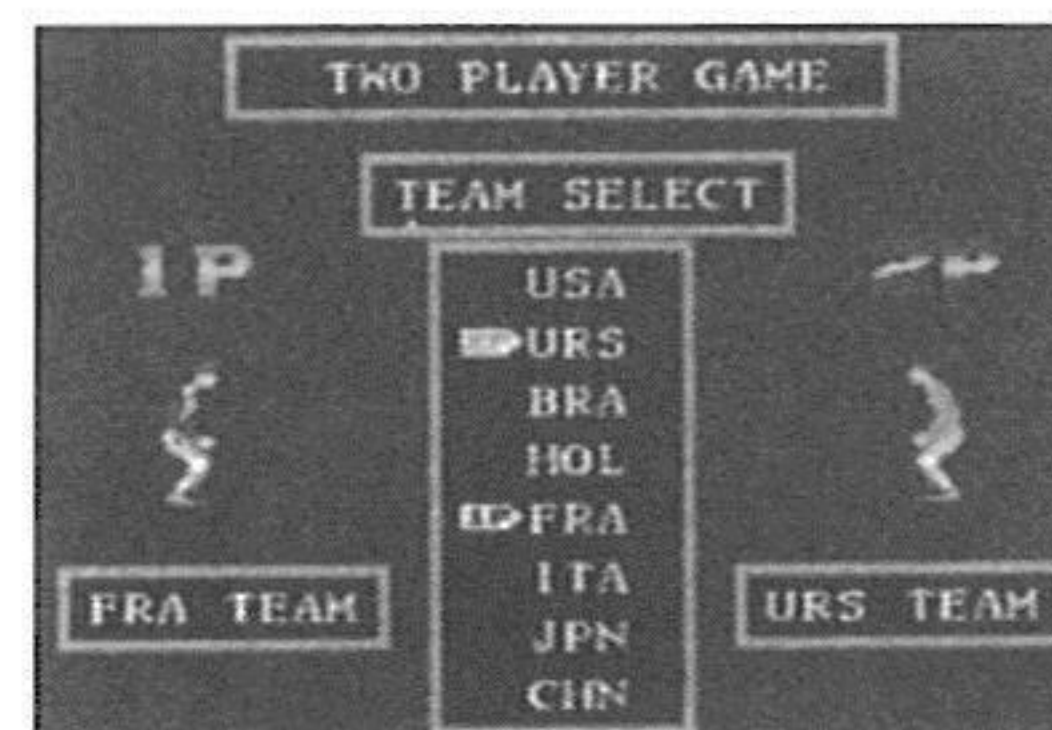 TWO PLAYER GAME
TEAM SELECT
1P
USA
URS
BRA
HOL
FRA
ITA
JPN
CHN
FRA TEAM
URS TEAM